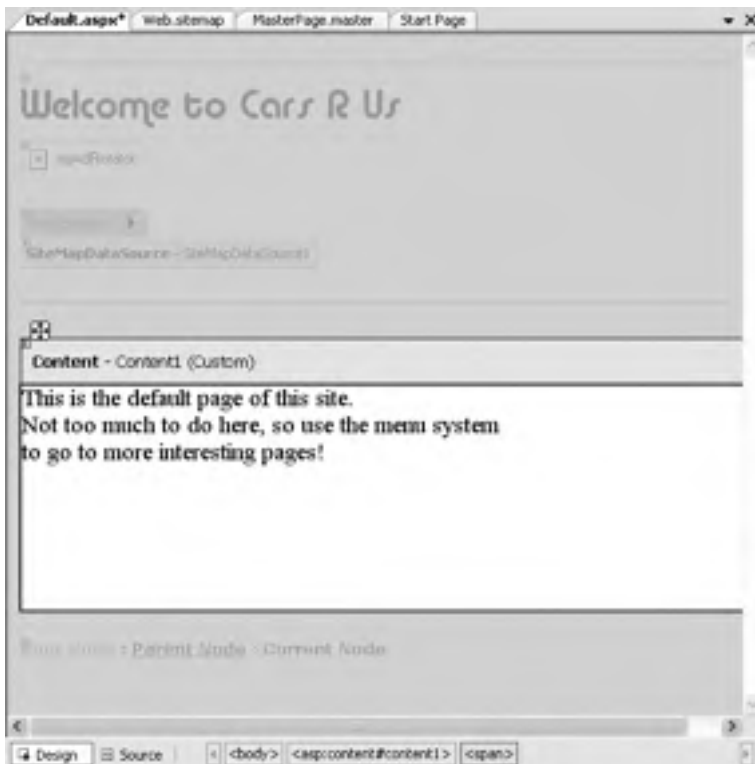 Default.aspx* Web.sitemap MasterPage.master Start Page
Welcome to Cars R Us
SiteMapDataSource - SiteMapDataSource1
Content - Content1 (Custom)
This is the default page of this site.
Not too much to do here, so use the menu system
to go to more interesting pages!
: Parent Node : Current Node
Design Source <body> <asp:content#content1> <span>